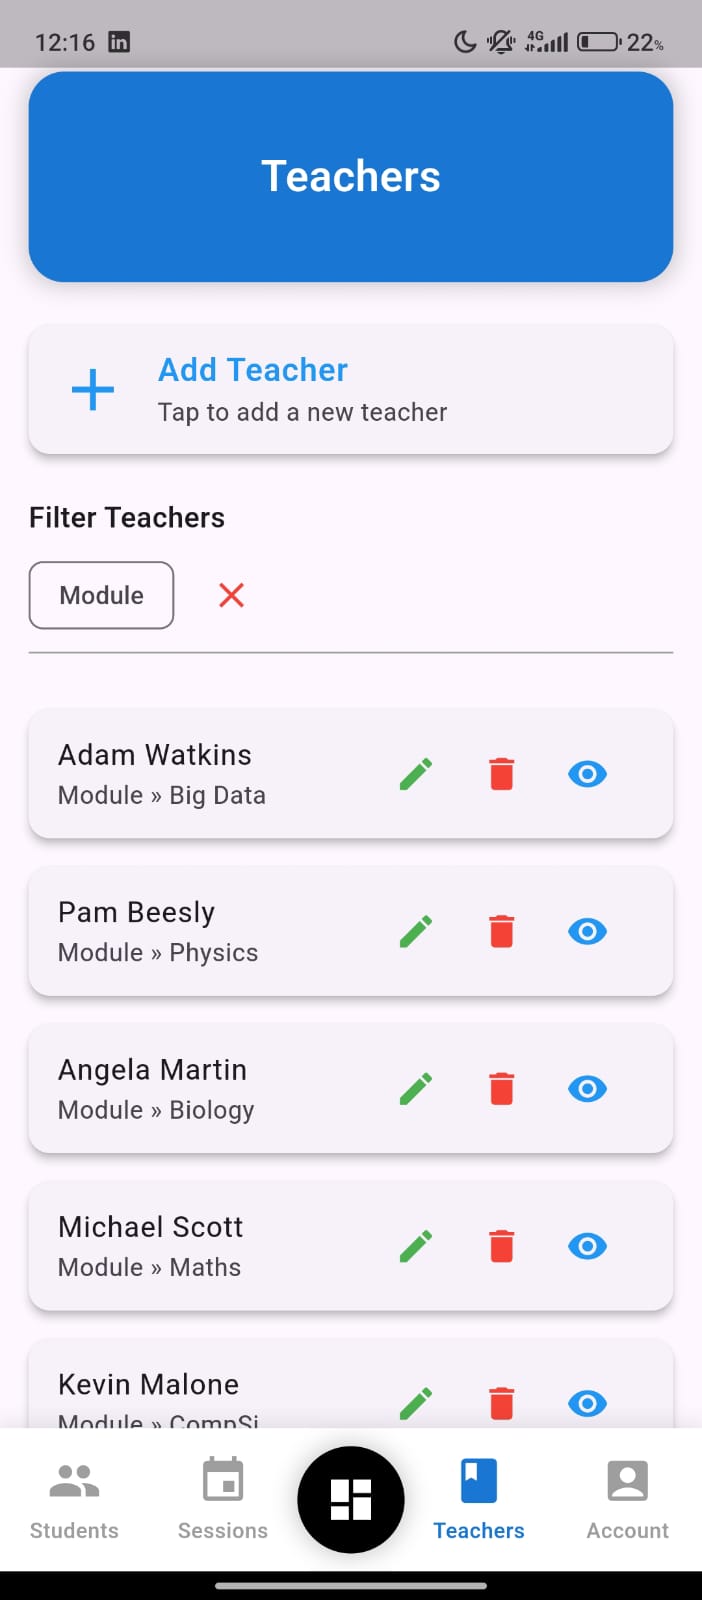 12:16 in 4G 22%
Teachers
Add Teacher
Tap to add a new teacher
Filter Teachers
Module
Adam Watkins
Module » Big Data
Pam Beesly
Module » Physics
Angela Martin
Module » Biology
Michael Scott
Module » Maths
Kevin Malone
Module » CompSi
Students Sessions Teachers Account